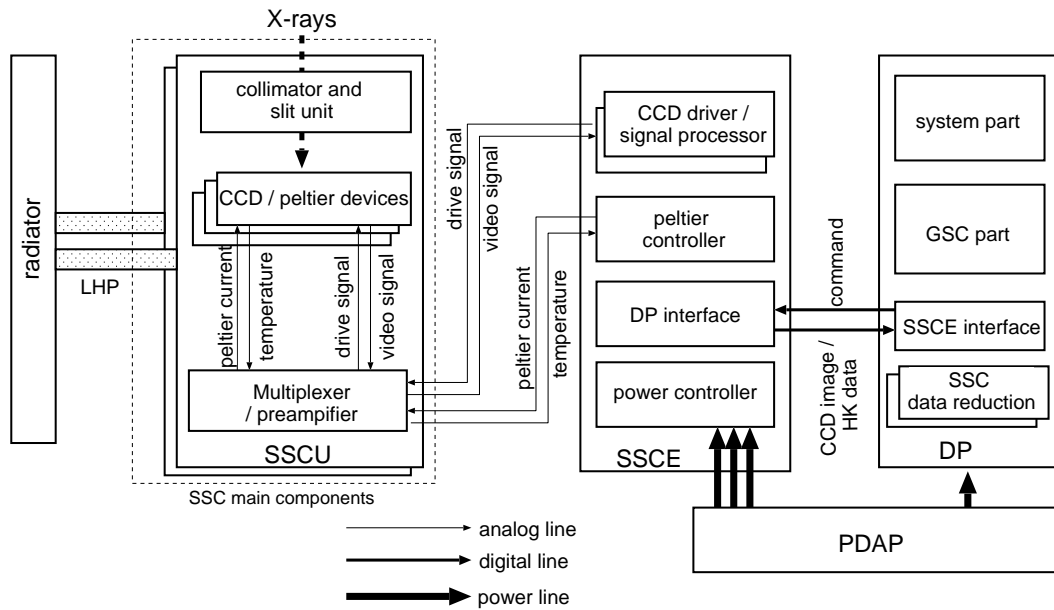 X-rays
radiator
LHP
collimator and
slit unit
CCD / peltier devices
peltier current
temperature
drive signal
video signal
Multiplexer
/ preampifier
SSCU
SSC main components
drive signal
video signal
peltier current
temperature
CCD driver /
signal processor
peltier
controller
DP interface
power controller
SSCE
command
CCD image /
HK data
system part
GSC part
SSCE interface
SSC
data reduction
DP
PDAP
analog line
digital line
power line